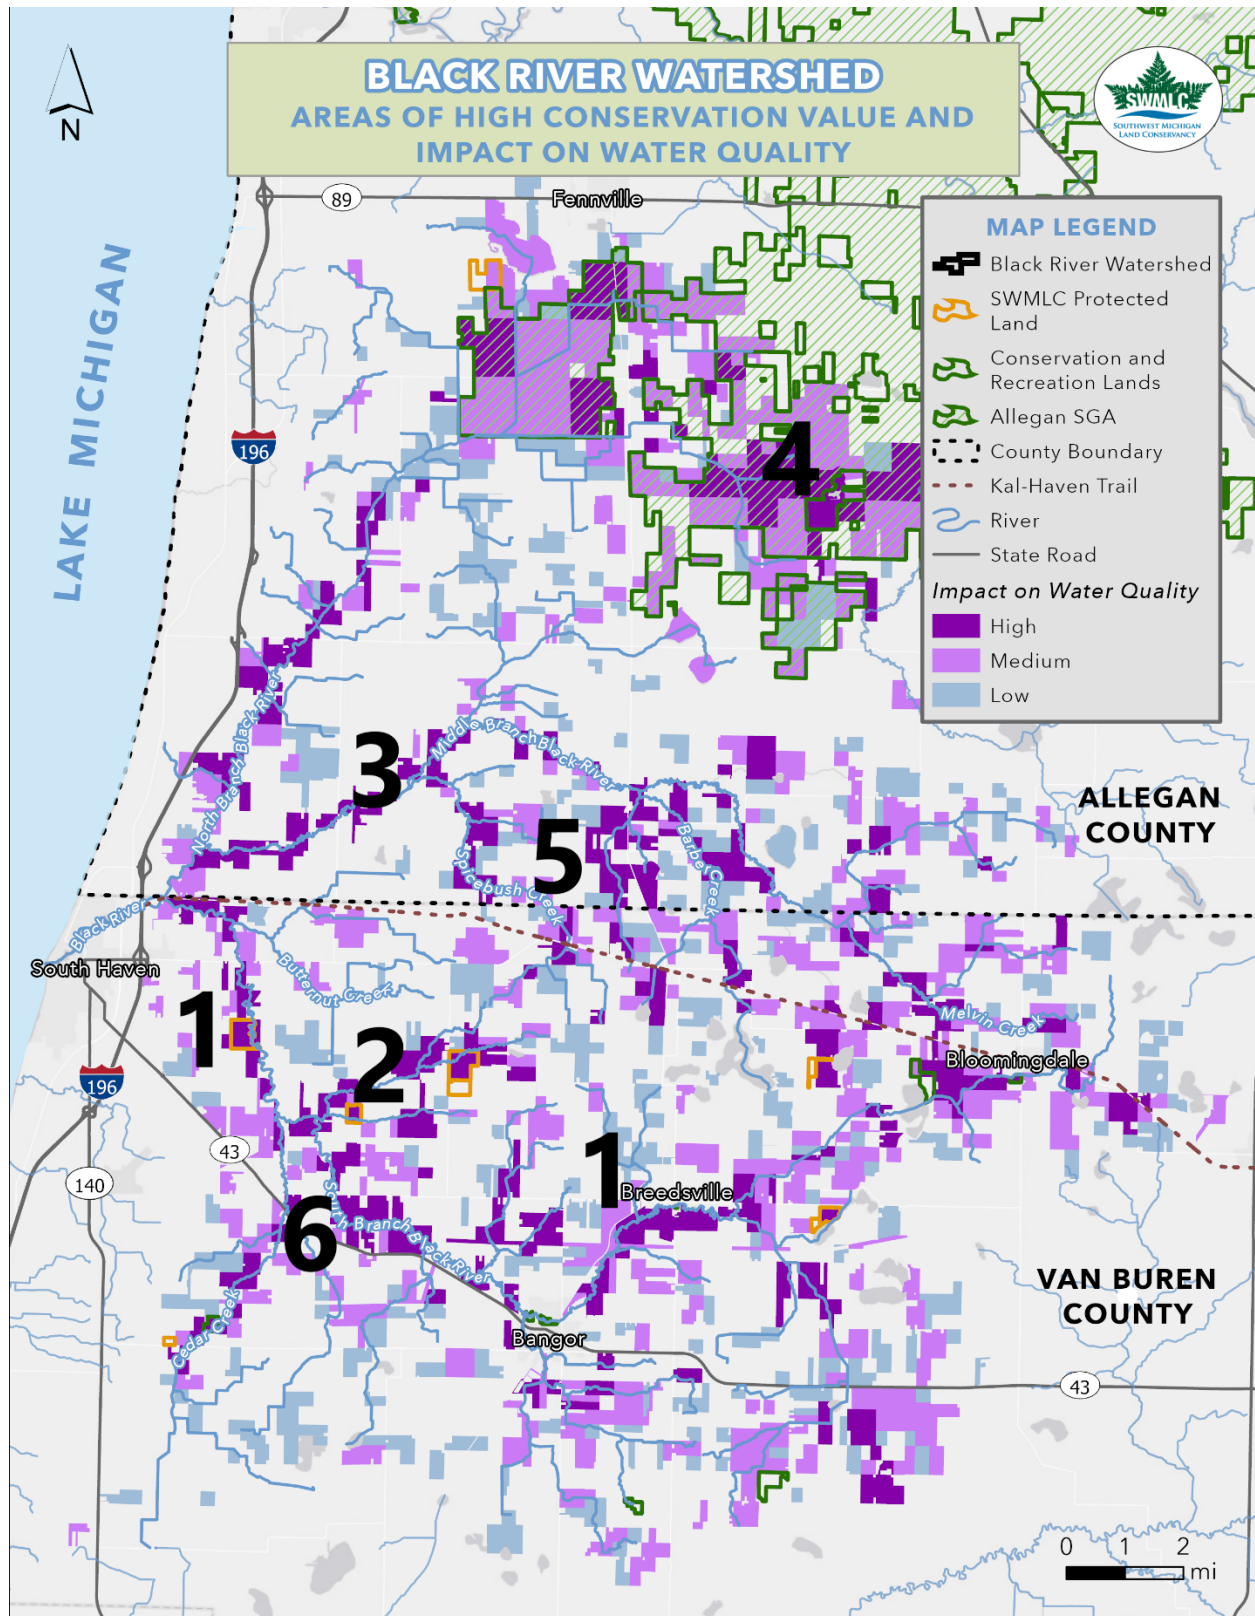 BLACK RIVER WATERSHED
AREAS OF HIGH CONSERVATION VALUE AND
IMPACT ON WATER QUALITY
N
SWMLC
SOUTHWEST MICHIGAN
LAND CONSERVANCY
89
Fennville
MAP LEGEND
Black River Watershed
SWMLC Protected
Land
Conservation and
Recreation Lands
Allegan SGA
County Boundary
Kal-Haven Trail
River
State Road
Impact on Water Quality
High
Medium
Low
LAKE MICHIGAN
196
4
North Branch Black River
3
Middle Branch Black River
5
Spicebush Creek
Barber Creek
ALLEGAN
COUNTY
Black River
South Haven
Butternut Creek
1
2
Melvin Creek
Bloomingdale
196
43
140
1
Breedsville
6
South Branch Black River
VAN BUREN
COUNTY
Cedar Creek
Bangor
43
0 1 2
mi